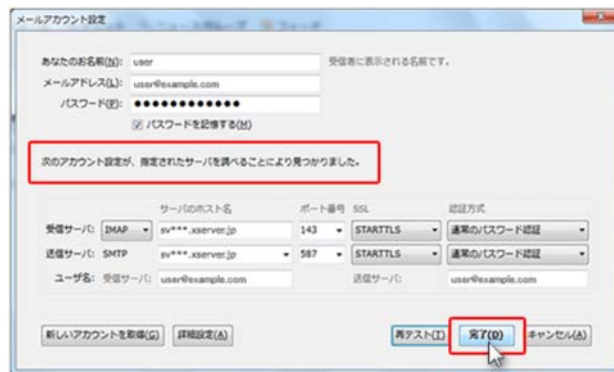 メールアカウント設定
あなたのお名前(N): user 受信者に表示される名前です。
メールアドレス(L): user@example.com
パスワード(P): ●●●●●●●●●●●●
パスワードを記憶する(M)
次のアカウント設定が、指定されたサーバを調べることにより見つかりました。
サーバのホスト名 ポート番号 SSL 認証方式
受信サーバ: IMAP sv***.xserver.jp 143 STARTTLS 通常のパスワード認証
送信サーバ: SMTP sv***.xserver.jp 587 STARTTLS 通常のパスワード認証
ユーザ名: 受信サーバ: user@example.com 送信サーバ: user@example.com
新しいアカウントを取得(G) 詳細設定(A) 再テスト(T) 完了(D) キャンセル(A)